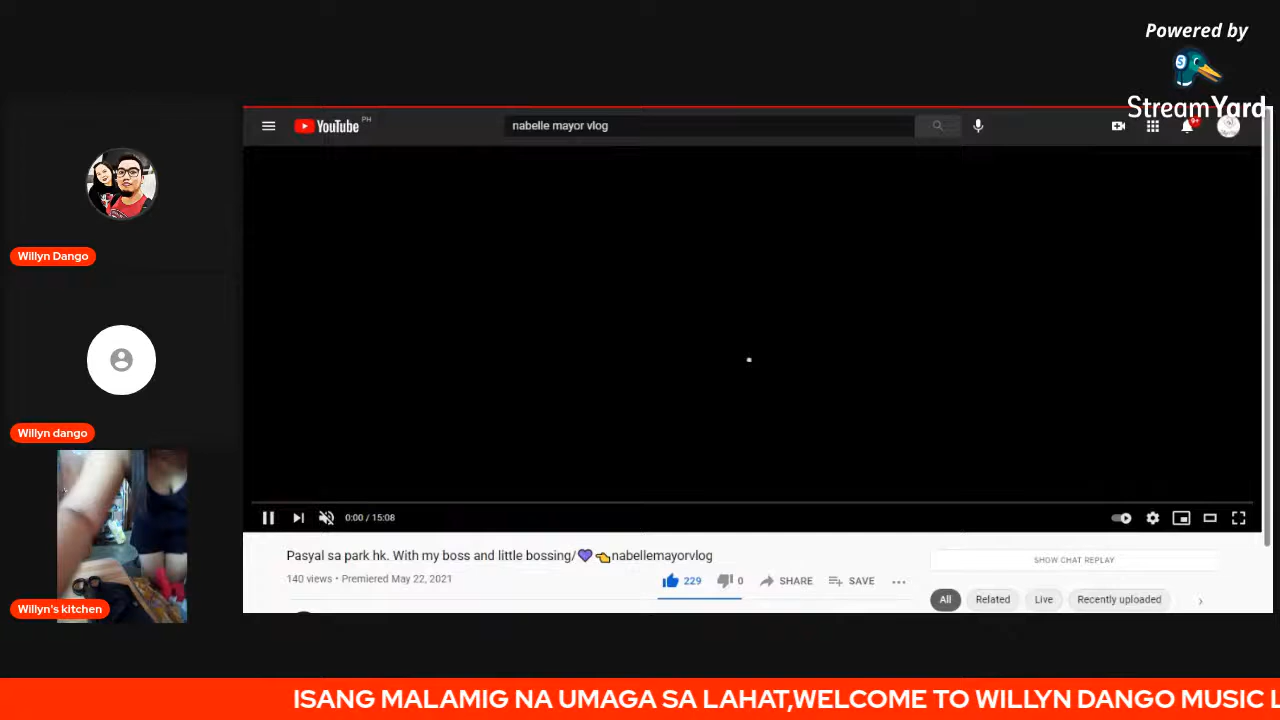 Powered by
StreamYard
YouTube PH
nabelle mayor vlog
9+
Willyn Dango
Willyn dango
Willyn's kitchen
0:00 / 15:08
Pasyal sa park hk. With my boss and little bossing/💜👈nabellemayorvlog
140 views • Premiered May 22, 2021
229
0
SHARE
SAVE
SHOW CHAT REPLAY
All
Related
Live
Recently uploaded
ISANG MALAMIG NA UMAGA SA LAHAT,WELCOME TO WILLYN DANGO MUSIC L